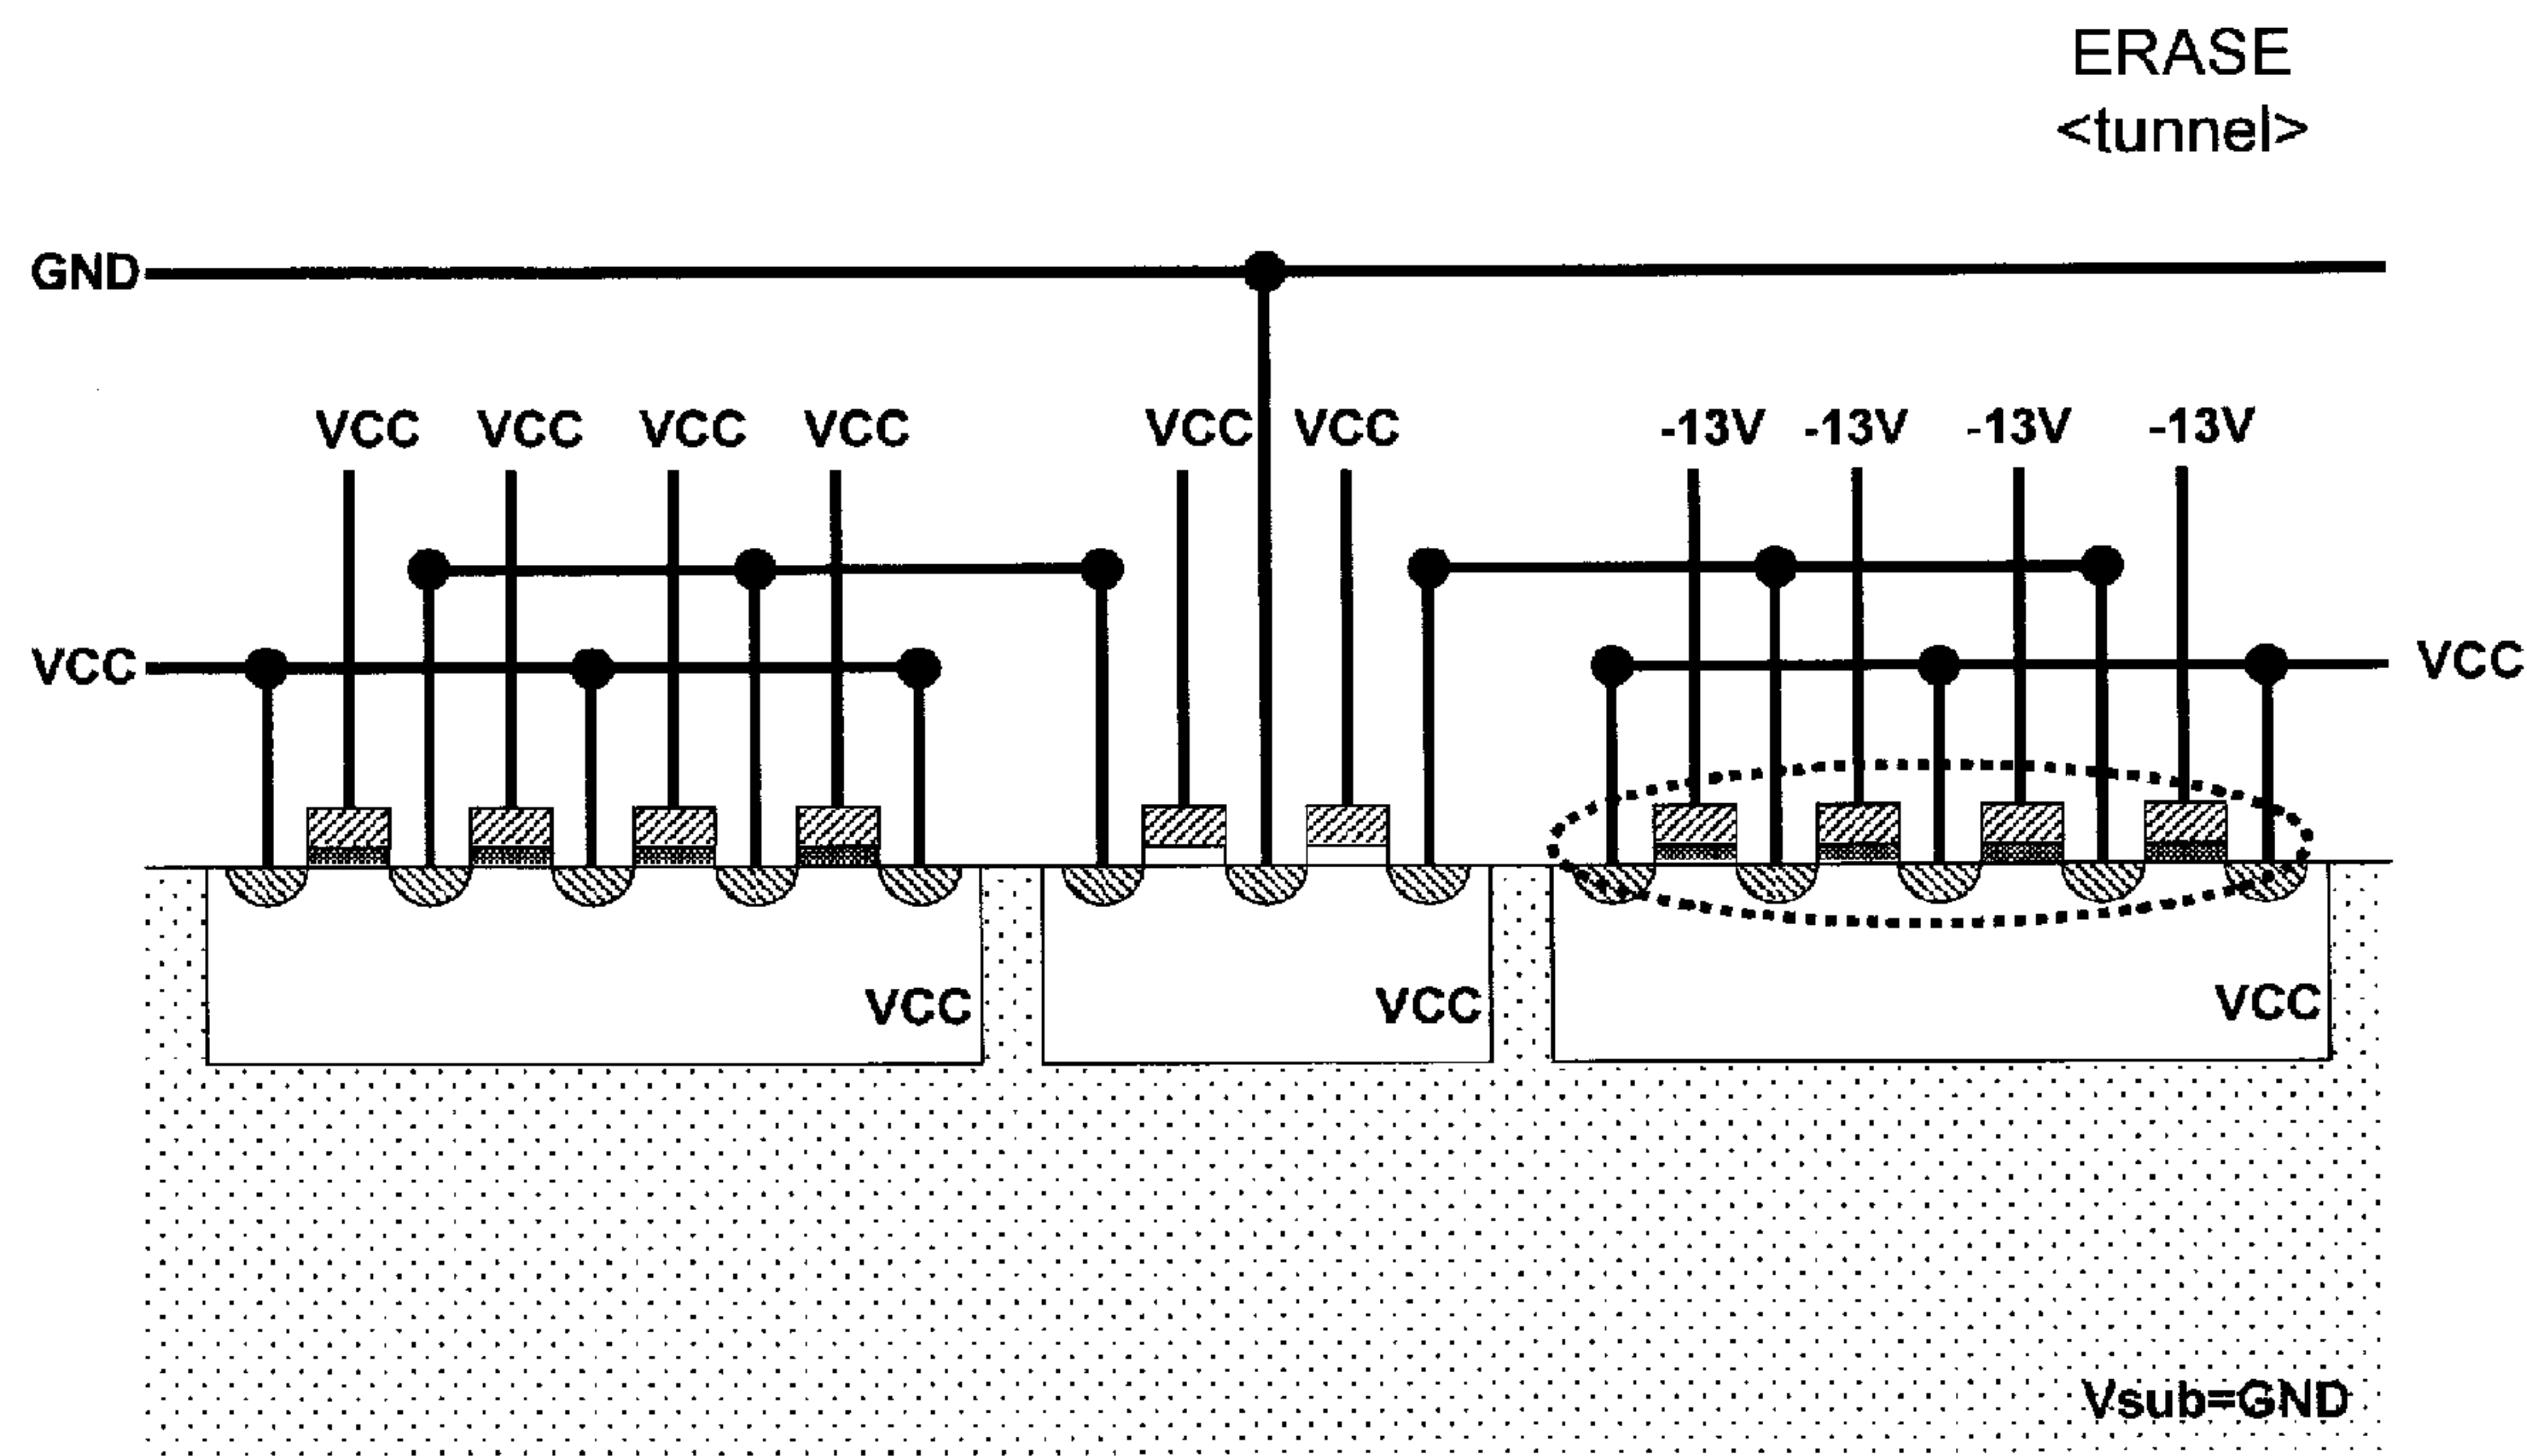 ERASE
<tunnel>
GND
VCC VCC VCC VCC VCC VCC -13V -13V -13V -13V
VCC VCC
VCC VCC VCC
Vsub=GND